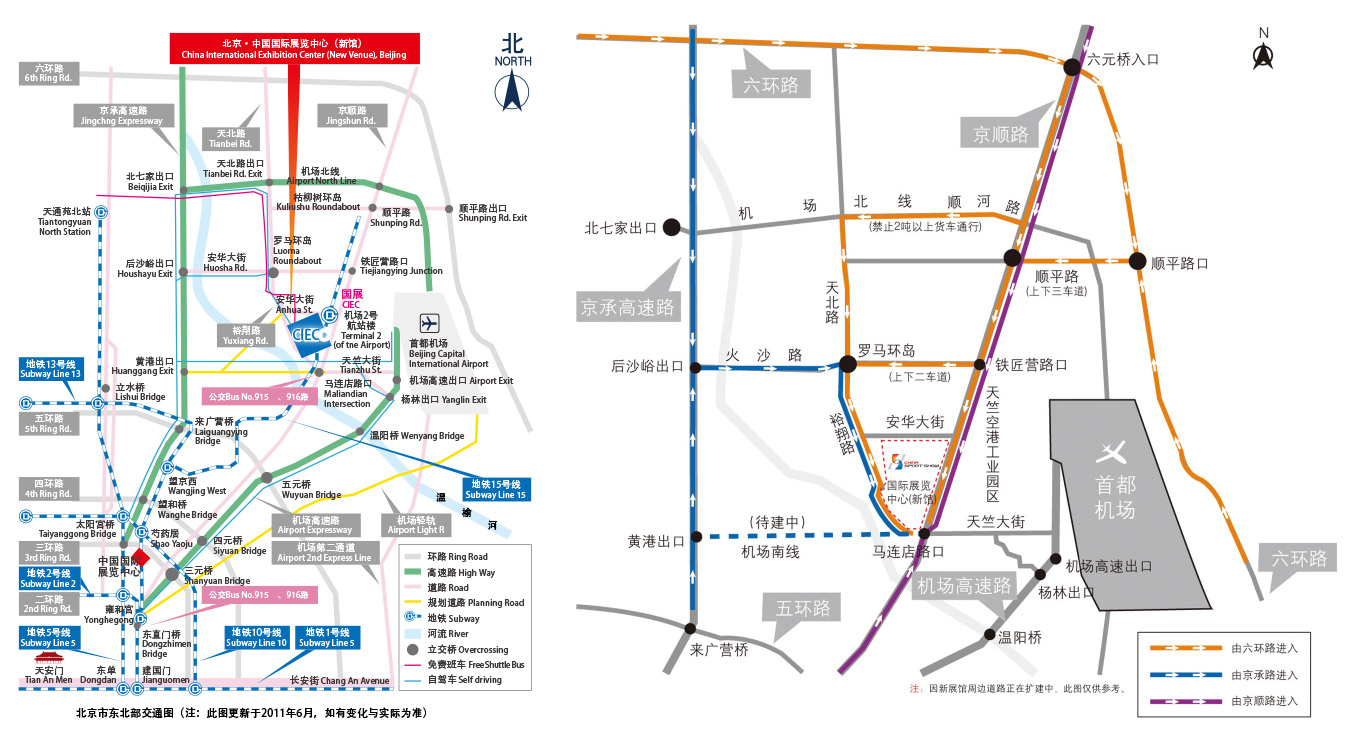 北京·中国国际展览中心（新馆）
China International Exhibition Center (New Venue), Beijing
北
NORTH
六环路
6th Ring Rd.
京承高速路
Jingchng Expressway
天北路
Tianbei Rd.
京顺路
Jingshun Rd.
天北路出口
Tianbei Rd. Exit
机场北线
Airport North Line
北七家出口
Beiqijia Exit
枯柳树环岛
Kuliushu Roundabout
顺平路
Shunping Rd.
顺平路出口
Shunping Rd. Exit
天通苑北站
Tiantongyuan
North Station
后沙峪出口
Houshayu Exit
安华大街
Huosha Rd.
罗马环岛
Luoma
Roundabout
铁匠营路口
Tiejiangying Junction
安华大街
Anhua St.
国展
CIEC
CIEC
机场2号
航站楼
Terminal 2
(of the Airport)
裕翔路
Yuxiang Rd.
首都机场
Beijing Capital
International Airport
黄港出口
Huanggang Exit
天竺大街
Tianzhu St.
地铁13号线
Subway Line 13
立水桥
Lishui Bridge
公交Bus No.915 、916路
马连店路口
Maliandian
Intersection
机场高速出口 Airport Exit
杨林出口 Yanglin Exit
五环路
5th Ring Rd.
来广营桥
Laiguangying
Bridge
温阳桥 Wenyang Bridge
望京西
Wangjing West
五元桥
Wuyuan Bridge
地铁15号线
Subway Line 15
四环路
4th Ring Rd.
望和桥
Wanghe Bridge
温
榆
河
太阳宫桥
Taiyanggong Bridge
芍药居
Shao Yaoju
四元桥
Siyuan Bridge
机场高速路
Airport Expressway
机场轻轨
Airport Light R
三环路
3rd Ring Rd.
中国国际
展览中心
三元桥
Shanyuan Bridge
机场第二通道
Airport 2nd Express Line
地铁2号线
Subway Line 2
二环路
2nd Ring Rd.
雍和宫
Yonghegong
公交Bus No.915 、916路
地铁5号线
Subway Line 5
东直门桥
Dongzhimen
Bridge
地铁10号线
Subway Line 10
地铁1号线
Subway Line 5
天安门
Tian An Men
东单
Dongdan
建国门
Jianguomen
长安街 Chang An Avenue
环路 Ring Road
高速路 High Way
道路 Road
规划道路 Planning Road
地铁 Subway
河流 River
立交桥 Overcrossing
免费班车 FreeShuttle Bus
自驾车 Self driving
北京市东北部交通图（注：此图更新于2011年6月，如有变化与实际为准）
N
六环路
六元桥入口
京顺路
北七家出口
机 场 北 线 顺 河 路
(禁止2吨以上货车通行)
顺平路
(上下三车道)
顺平路口
京承高速路
天北路
后沙峪出口
火 沙 路
罗马环岛
(上下二车道)
铁匠营路口
裕翔路
安华大街
天竺空港工业园区
CHINA
SPORT SHOW
国际展览
中心(新馆)
首都
机场
黄港出口
(待建中)
机场南线
马连店路口
天竺大街
机场高速出口
杨林出口
机场高速路
六环路
五环路
来广营桥
温阳桥
注：因新展馆周边道路正在扩建中，此图仅供参考。
由六环路进入
由京承路进入
由京顺路进入